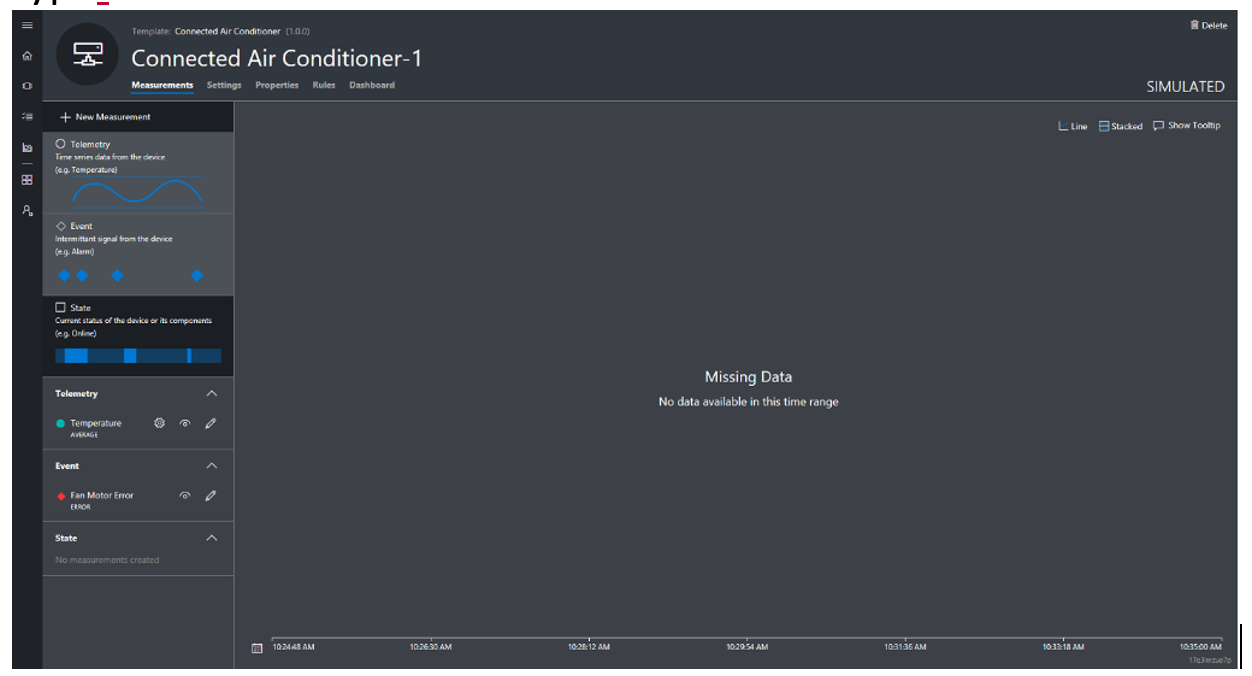 Template: Connected Air Conditioner (1.0.0)
Delete
Connected Air Conditioner-1
Measurements Settings Properties Rules Dashboard
SIMULATED
New Measurement
Line Stacked Show Tooltip
Telemetry
Time series data from the device
(e.g. Temperature)
Event
Intermittant signal from the device
(e.g. Alarm)
State
Current status of the device or its components
(e.g. Online)
Missing Data
No data available in this time range
Telemetry
Temperature
AVERAGE
Event
Fan Motor Error
ERROR
State
No measurements created
10:24:48 AM 10:26:30 AM 10:28:12 AM 10:29:54 AM 10:31:36 AM 10:33:18 AM 10:35:00 AM